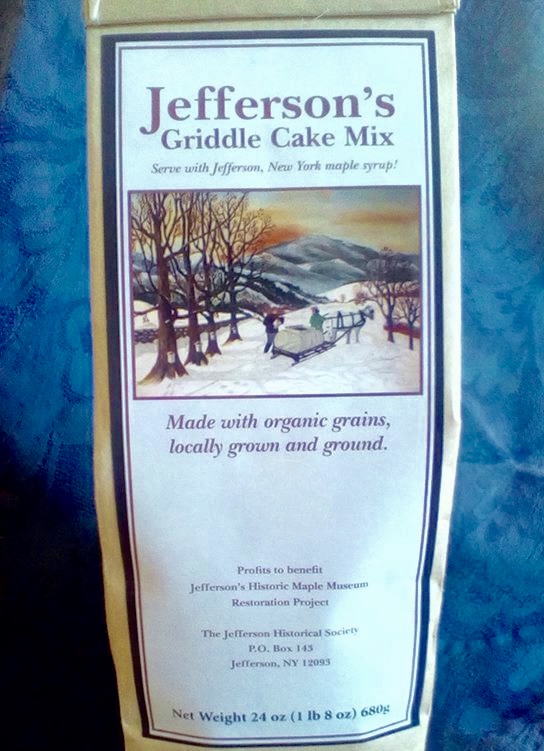 Jefferson's
Griddle Cake Mix
Serve with Jefferson, New York maple syrup!
Made with organic grains,
locally grown and ground.
Profits to benefit
Jefferson's Historic Maple Museum
Restoration Project
The Jefferson Historical Society
P.O. Box 143
Jefferson, NY 12093
Net Weight 24 oz (1 lb 8 oz) 680g